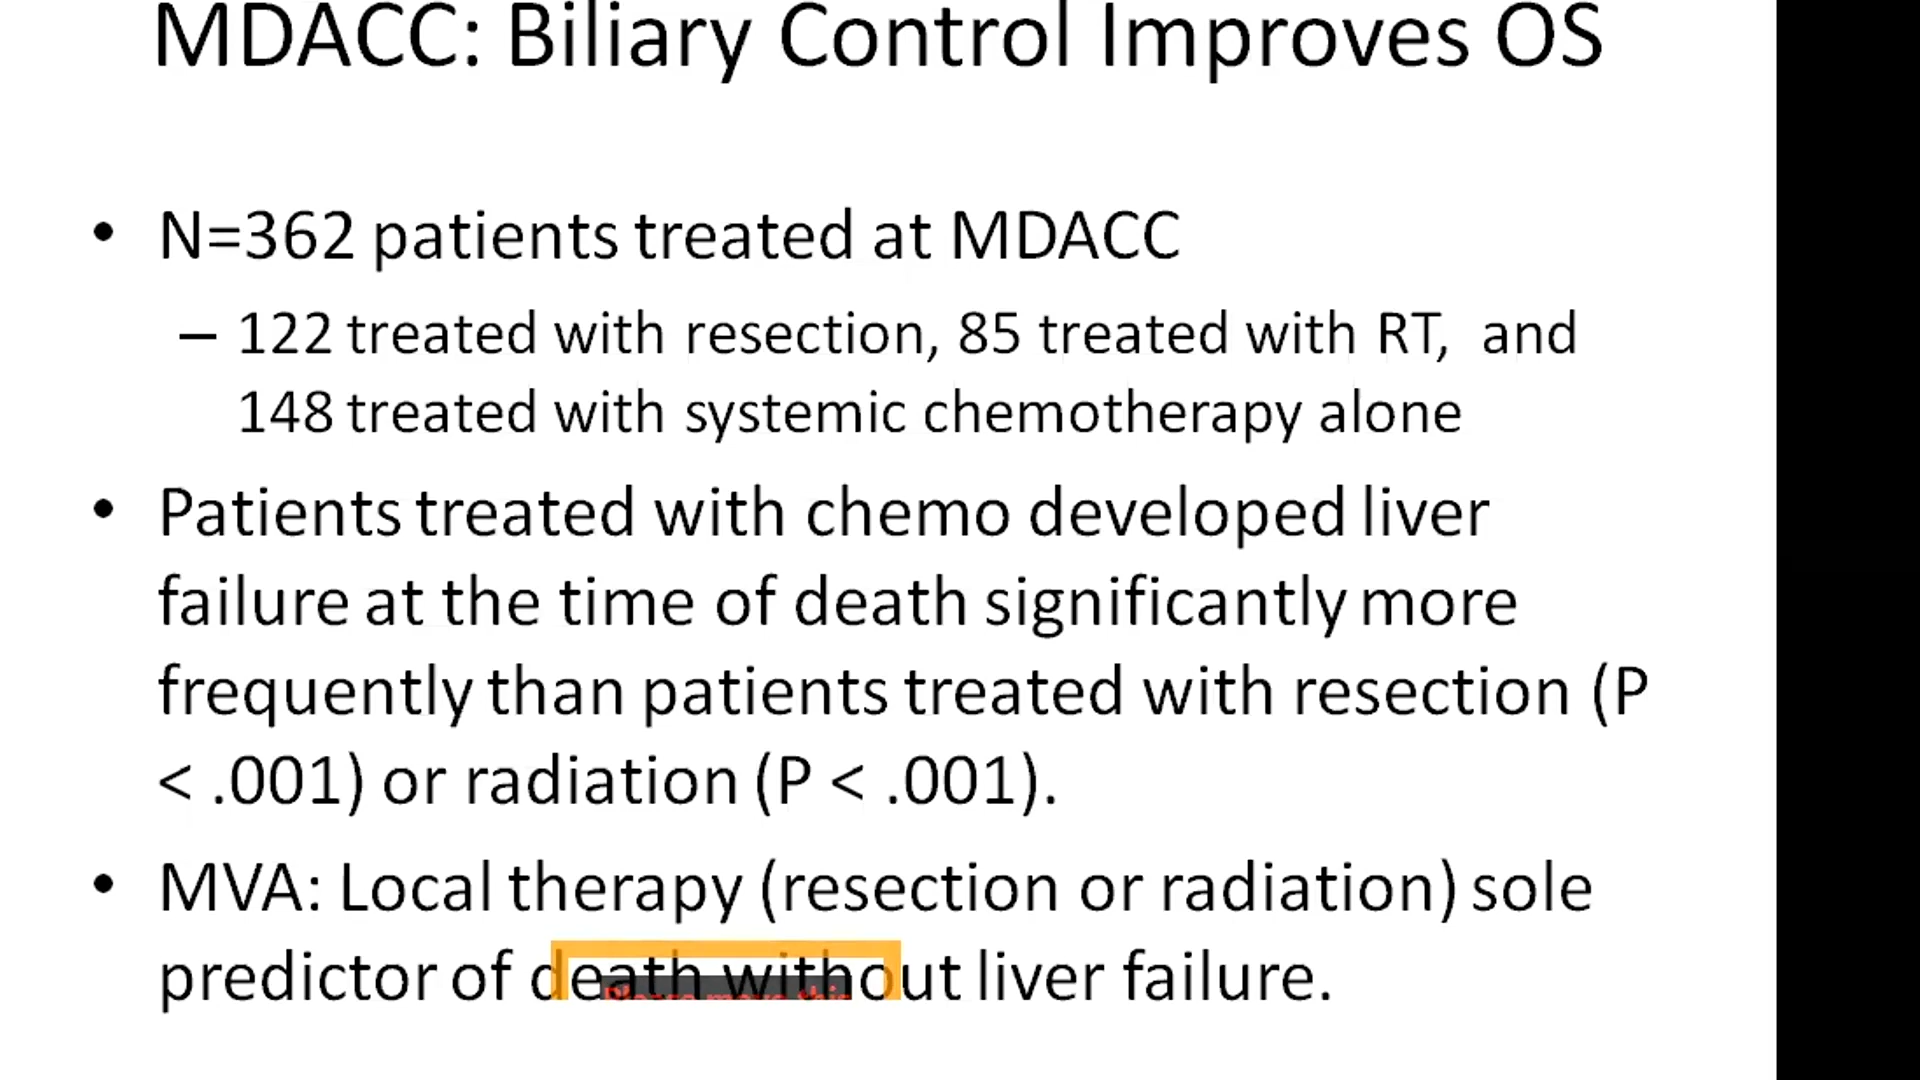 MDACC: Biliary Control Improves OS
• N=362 patients treated at MDACC
– 122 treated with resection, 85 treated with RT, and
148 treated with systemic chemotherapy alone
• Patients treated with chemo developed liver
failure at the time of death significantly more
frequently than patients treated with resection (P
< .001) or radiation (P < .001).
• MVA: Local therapy (resection or radiation) sole
predictor of death without liver failure.
Please move this